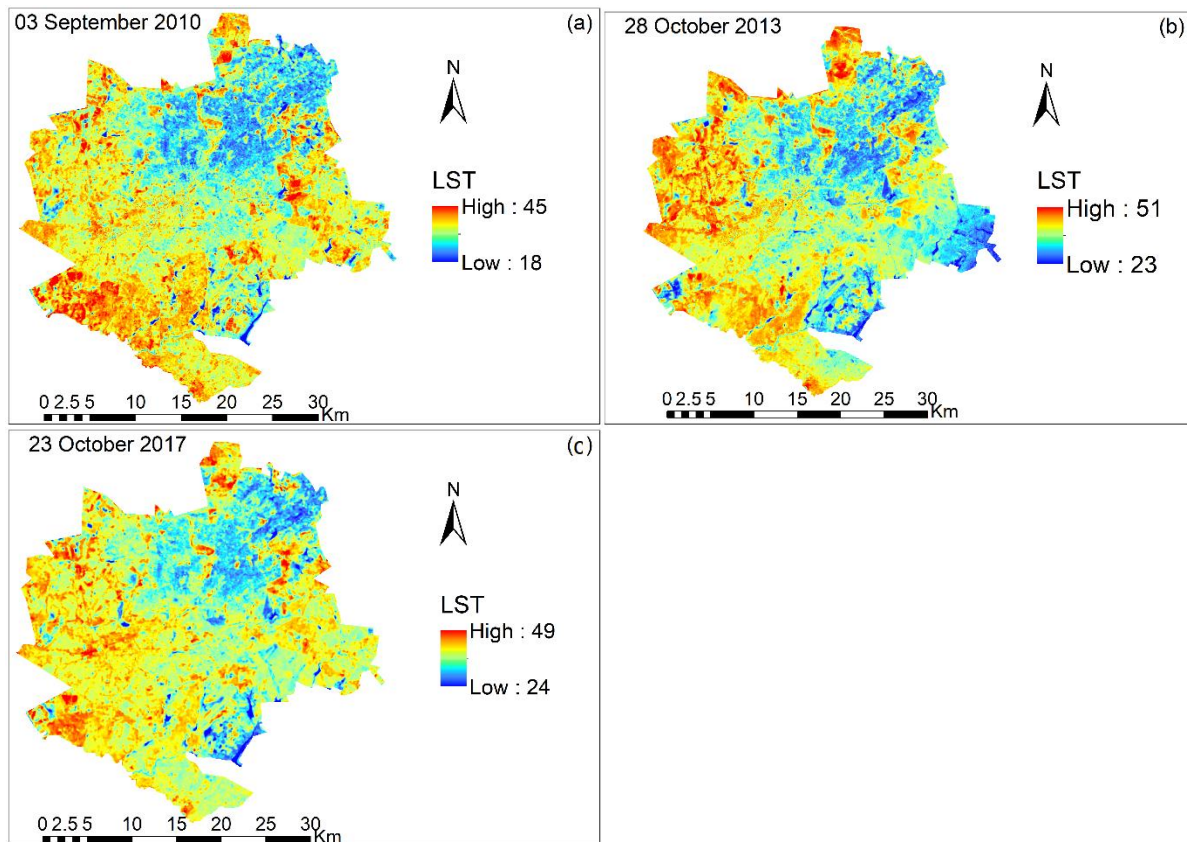 03 September 2010 (a)
N
LST
High : 45
Low : 18
0 2.5 5 10 15 20 25 30
Km
28 October 2013 (b)
N
LST
High : 51
Low : 23
0 2.5 5 10 15 20 25 30
Km
23 October 2017 (c)
N
LST
High : 49
Low : 24
0 2.5 5 10 15 20 25 30
Km